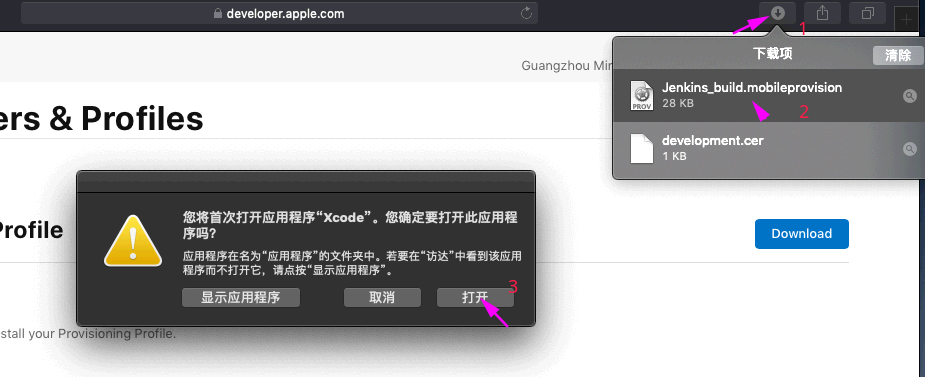 developer.apple.com
1
下载项
清除
Guangzhou Min
Jenkins_build.mobileprovision
28 KB
PROV
2
ers & Profiles
development.cer
1 KB
您将首次打开应用程序“Xcode”。您确定要打开此应用程
序吗?
应用程序在名为“应用程序”的文件夹中。若要在“访达”中看到该应用
程序而不打开它，请点按“显示应用程序”。
显示应用程序
取消
打开
3
Profile
Download
stall your Provisioning Profile.